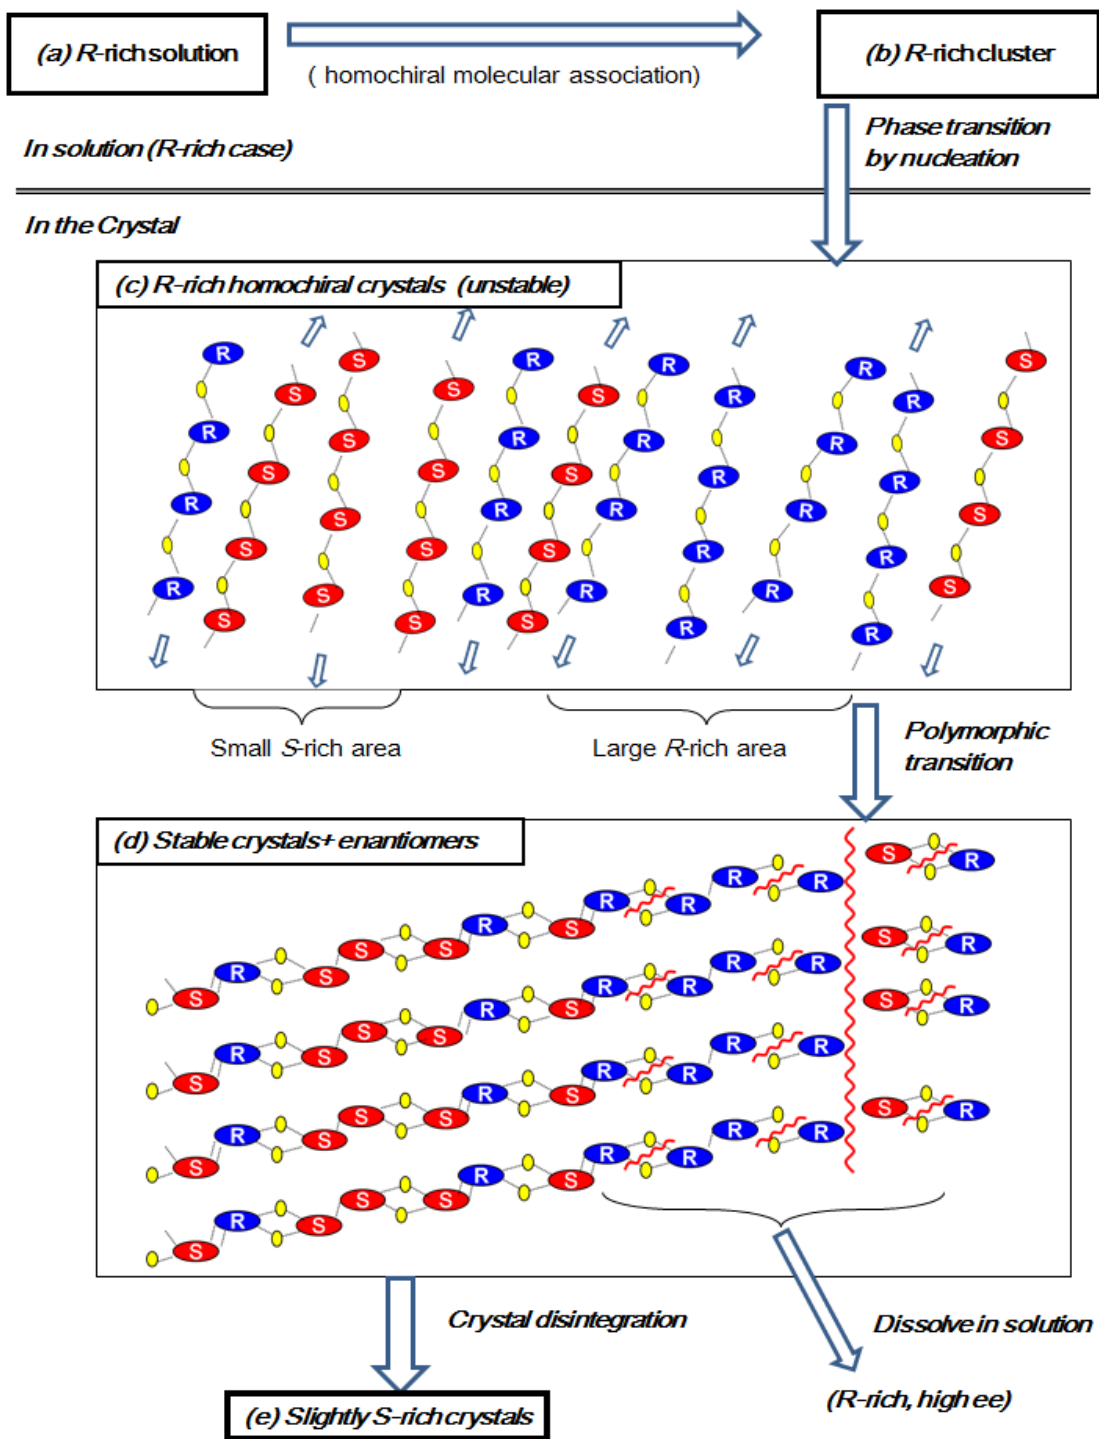 (a) R-rich solution
( homochiral molecular association)
(b) R-rich cluster
Phase transition
by nucleation
In solution (R-rich case)
In the Crystal
(c) R-rich homochiral crystals (unstable)
R S R R R S
S S S R R
R S R R R S
S S S R R
R S R R R S
S S S R R
R S R R R S
S S S R R
Small S-rich area
Large R-rich area
Polymorphic
transition
(d) Stable crystals+ enantiomers
S R S S S R S R R R R S R
S R S S S R S R R R R S R
S R S S S R S R R R R S R
S R S S S R S R R R R S R
Crystal disintegration
Dissolve in solution
(e) Slightly S-rich crystals
(R-rich, high ee)